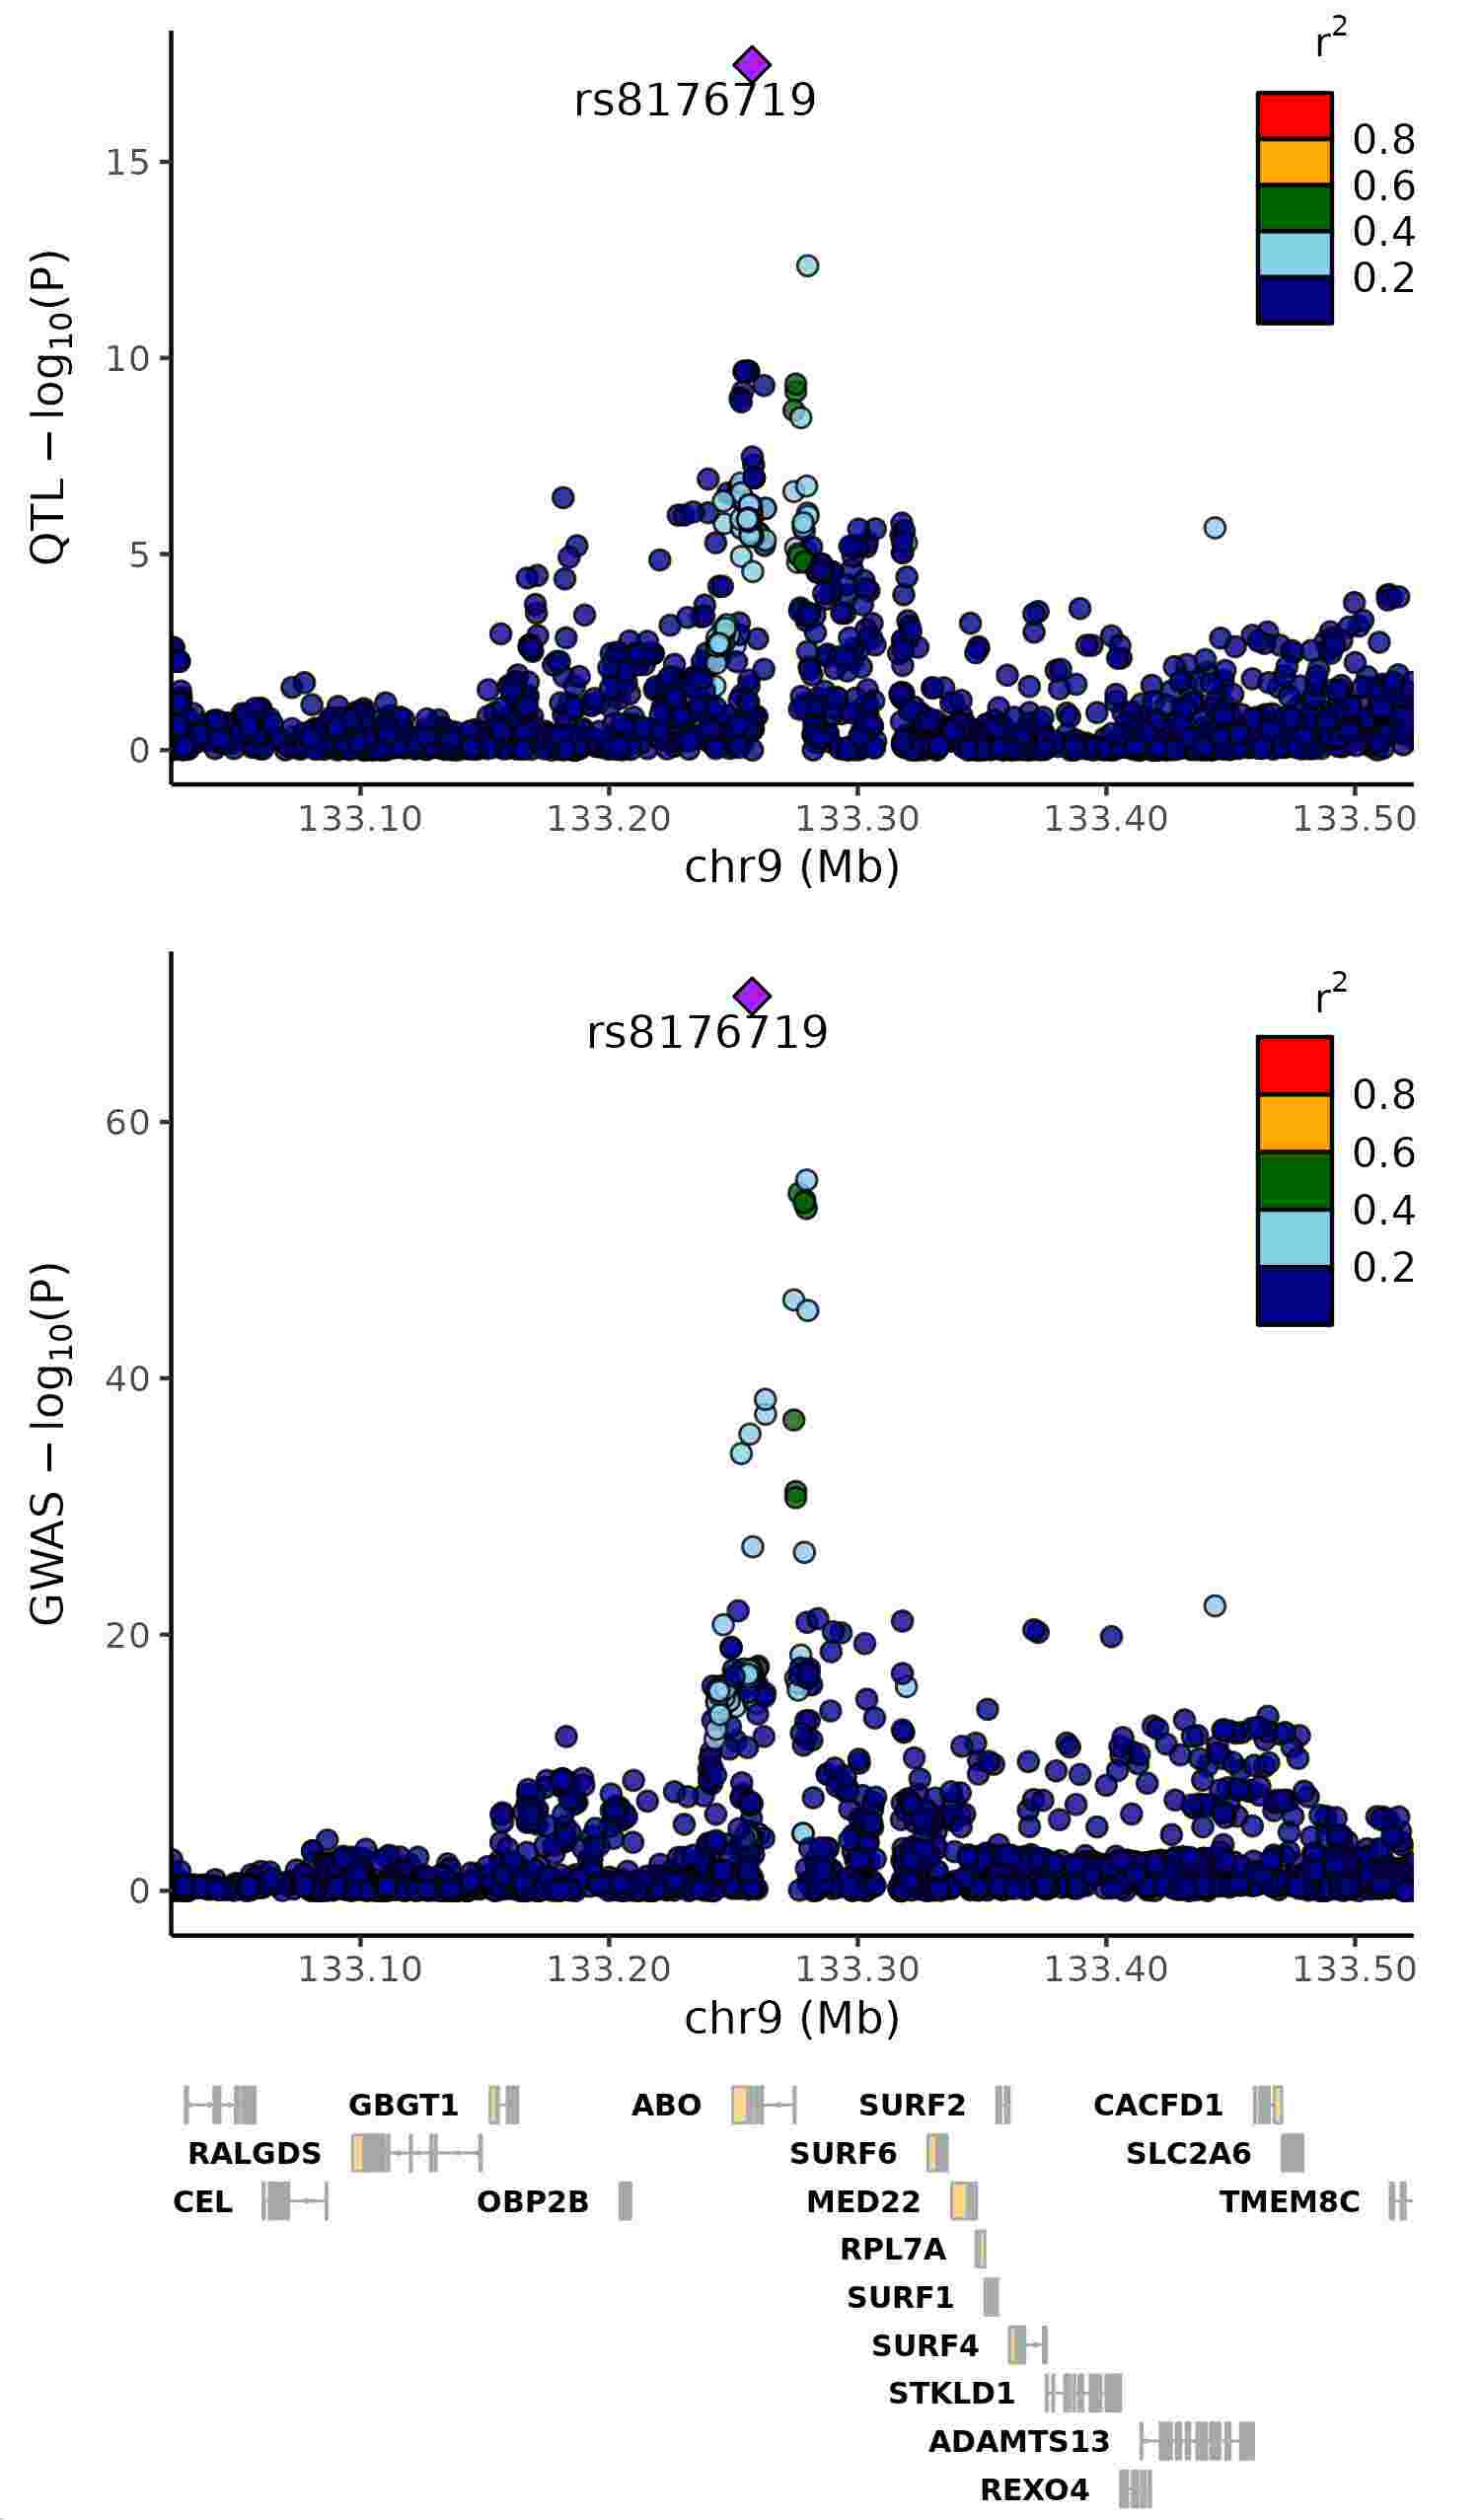 r2
rs8176719
0.8
0.6
0.4
0.2
15
10
5
0
QTL − log10(P)
133.10 133.20 133.30 133.40 133.50
chr9 (Mb)
r2
rs8176719
0.8
0.6
0.4
0.2
60
40
20
0
GWAS − log10(P)
133.10 133.20 133.30 133.40 133.50
chr9 (Mb)
GBGT1 ABO SURF2 CACFD1
RALGDS SURF6 SLC2A6
CEL OBP2B MED22 TMEM8C
RPL7A
SURF1
SURF4
STKLD1
ADAMTS13
REXO4